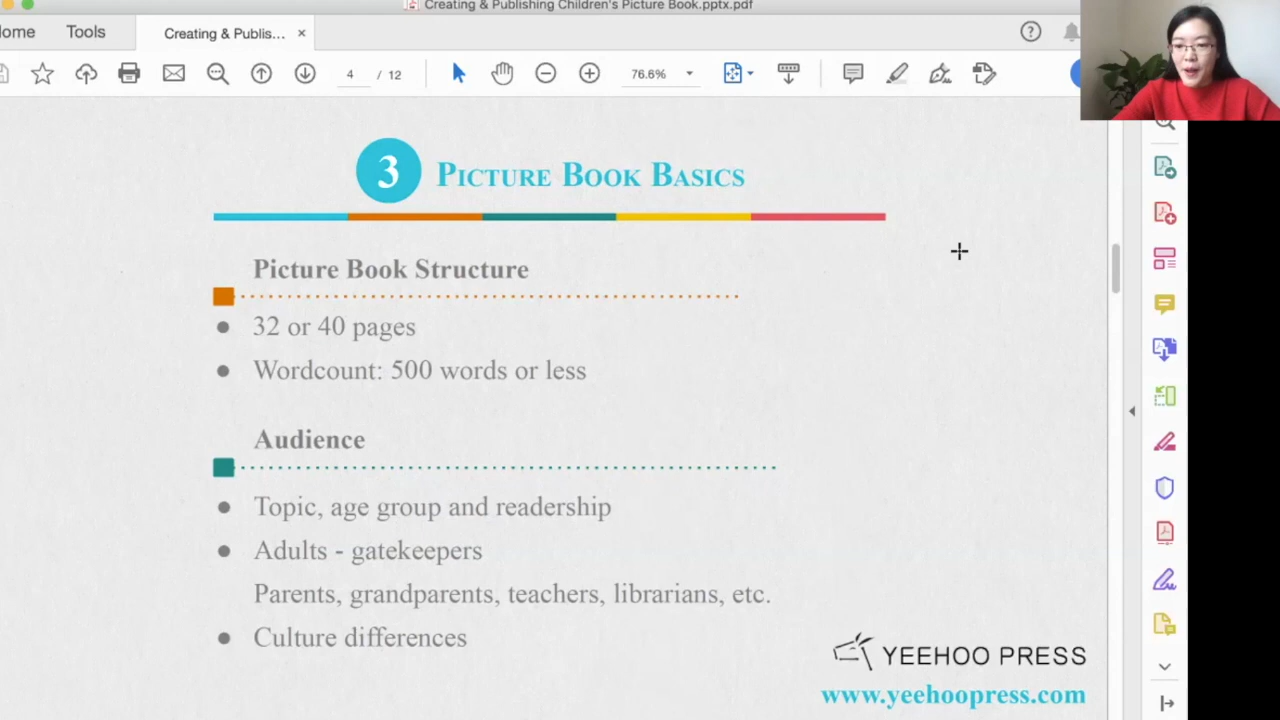 Creating & Publishing Children's Picture Book.pptx.pdf
Tools
Creating & Publis... ×
4 / 12
76.6%
3 PICTURE BOOK BASICS
Picture Book Structure
32 or 40 pages
Wordcount: 500 words or less
Audience
Topic, age group and readership
Adults - gatekeepers
Parents, grandparents, teachers, librarians, etc.
Culture differences
YEEHOO PRESS
www.yeehoopress.com